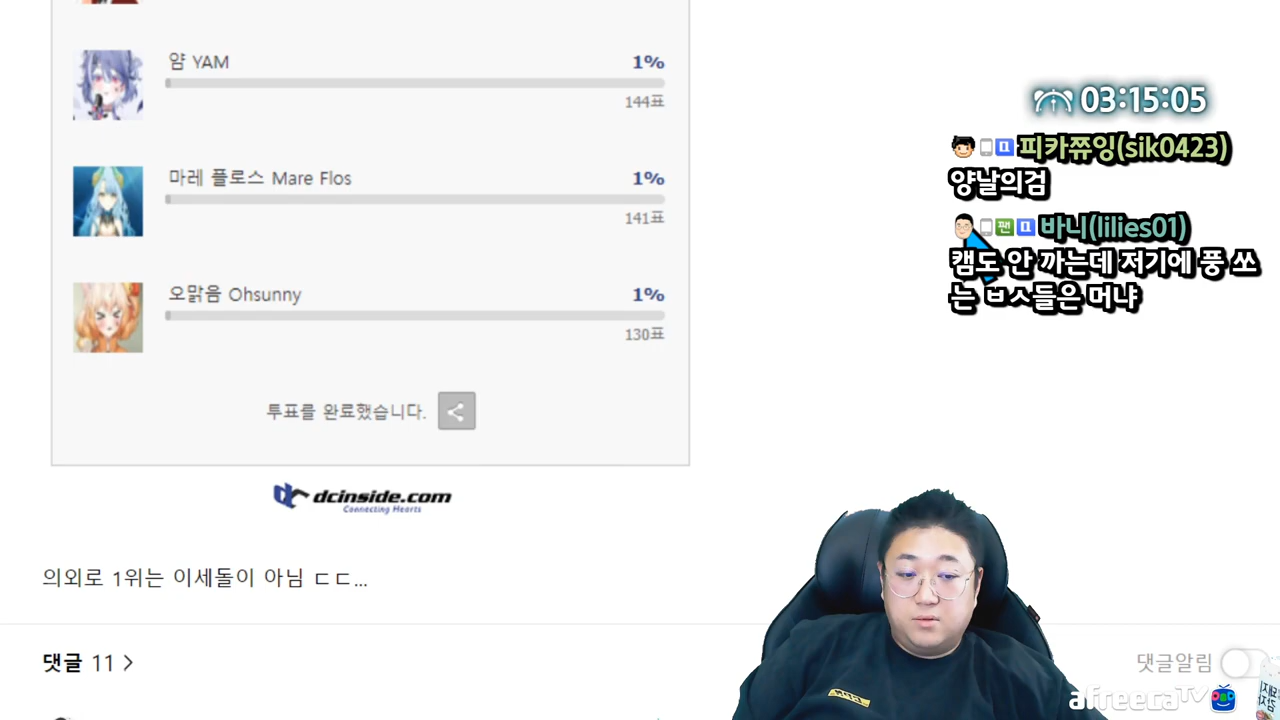 얌 YAM
1%
144표
마레 플로스 Mare Flos
1%
141표
오맑음 Ohsunny
1%
130표
투표를 완료했습니다.
dcinside.com
Connecting Hearts
의외로 1위는 이세돌이 아님 ㄷㄷ...
댓글 11 >
03:15:05
피카쮸잉(sik0423)
양날의검
팬 바니(lilies01)
캠도 안 까는데 저기에 풍 쏘
는 ㅂㅅ들은 머냐
댓글알림
afreecaTV